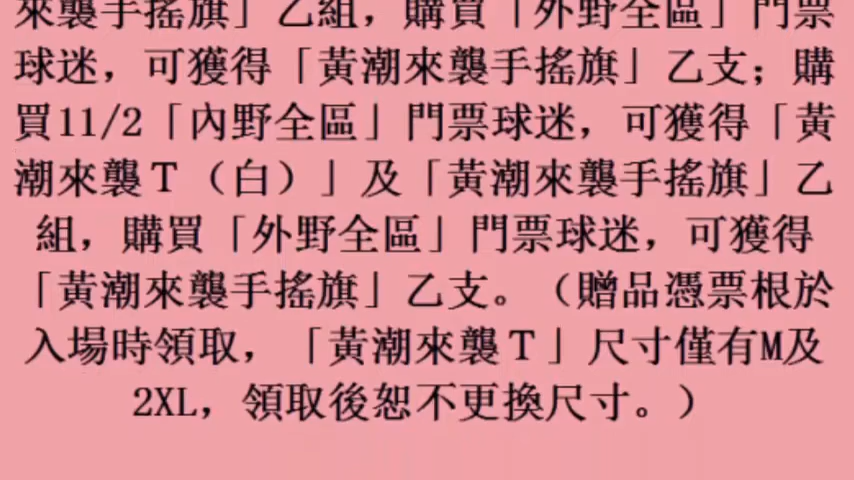 來襲手搖旗」乙組，購買「外野全區」門票
球迷，可獲得「黃潮來襲手搖旗」乙支；購
買11/2「內野全區」門票球迷，可獲得「黃
潮來襲Ｔ（白）」及「黃潮來襲手搖旗」乙
組，購買「外野全區」門票球迷，可獲得
「黃潮來襲手搖旗」乙支。（贈品憑票根於
入場時領取，「黃潮來襲Ｔ」尺寸僅有M及
2XL，領取後恕不更換尺寸。）